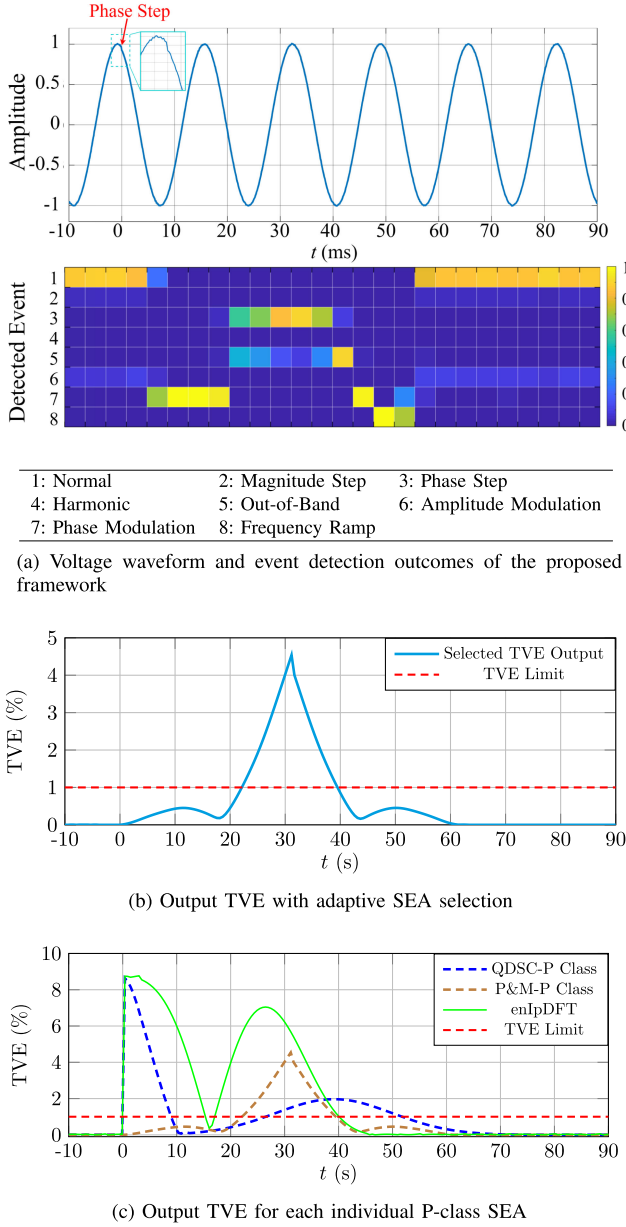 Phase Step
Amplitude
1
0.5
0
-0.5
-1
-10 0 10 20 30 40 50 60 70 80 90
t (ms)
Detected Event
1
2
3
4
5
6
7
8
1: Normal 2: Magnitude Step 3: Phase Step
4: Harmonic 5: Out-of-Band 6: Amplitude Modulation
7: Phase Modulation 8: Frequency Ramp
(a) Voltage waveform and event detection outcomes of the proposed
framework
TVE (%)
5
4
3
2
1
0
Selected TVE Output
TVE Limit
-10 0 10 20 30 40 50 60 70 80 90
t (s)
(b) Output TVE with adaptive SEA selection
TVE (%)
10
8
6
4
2
0
QDSC-P Class
P&M-P Class
enIpDFT
TVE Limit
-10 0 10 20 30 40 50 60 70 80 90
t (s)
(c) Output TVE for each individual P-class SEA